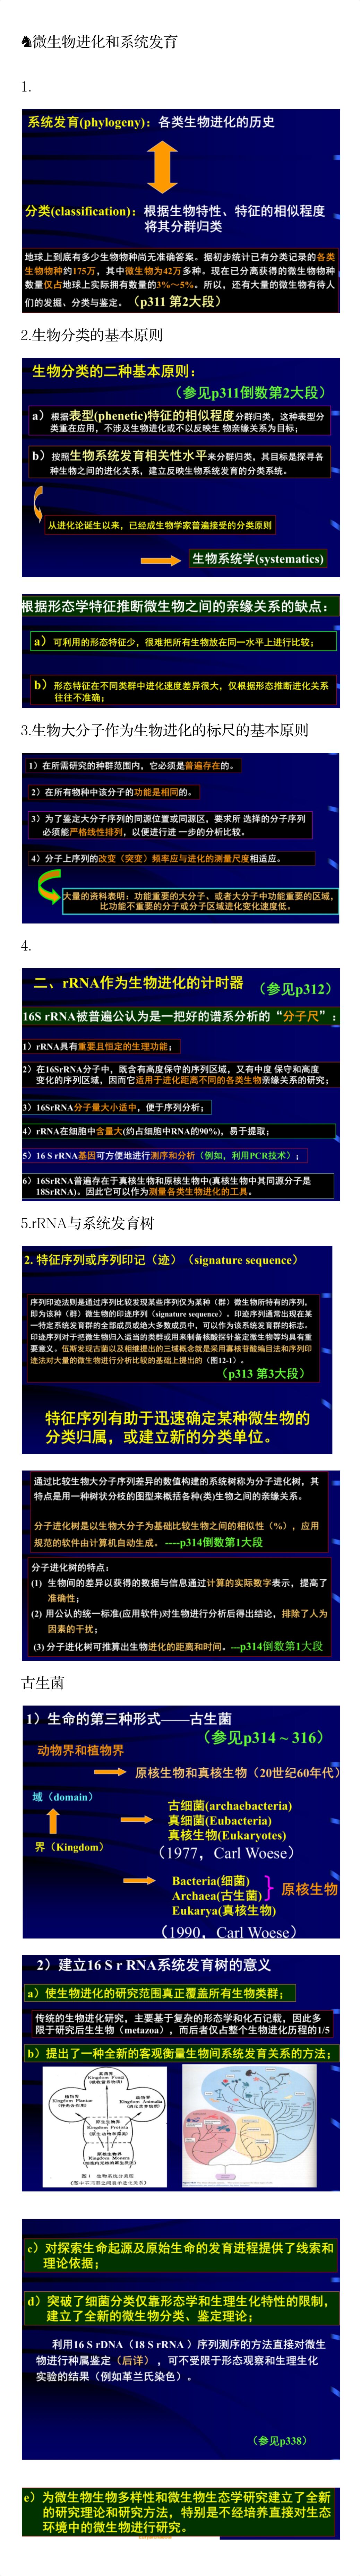 ♞微生物进化和系统发育
1.
系统发育(phylogeny)：各类生物进化的历史
分类(classification)：根据生物特性、特征的相似程度
将其分群归类
地球上到底有多少生物物种尚无准确答案。据初步统计已有分类记录的各类
生物物种约175万，其中微生物为42万多种。现在已分离获得的微生物物种
数量仅占地球上实际拥有数量的3%～5%。所以，还有大量的微生物有待人
们的发掘、分类与鉴定。（p311 第2大段）
2.生物分类的基本原则
生物分类的二种基本原则：
（参见p311倒数第2大段）
a）根据表型(phenetic)特征的相似程度分群归类，这种表型分
类重在应用，不涉及生物进化或不以反映生 物亲缘关系为目标；
b）按照生物系统发育相关性水平来分群归类，其目标是探寻各
种生物之间的进化关系，建立反映生物系统发育的分类系统。
从进化论诞生以来，已经成生物学家普遍接受的分类原则
生物系统学(systematics)
根据形态学特征推断微生物之间的亲缘关系的缺点：
a）可利用的形态特征少，很难把所有生物放在同一水平上进行比较；
b）形态特征在不同类群中进化速度差异很大，仅根据形态推断进化关系
往往不准确；
3.生物大分子作为生物进化的标尺的基本原则
1）在所需研究的种群范围内，它必须是普遍存在的。
2）在所有物种中该分子的功能是相同的。
3）为了鉴定大分子序列的同源位置或同源区，要求所 选择的分子序列
必须能严格线性排列，以便进行进 一步的分析比较。
4）分子上序列的改变（突变）频率应与进化的测量尺度相适应。
大量的资料表明：功能重要的大分子、或者大分子中功能重要的区域，
比功能不重要的分子或分子区域进化变化速度低。
4.
二、rRNA作为生物进化的计时器 （参见p312）
16S rRNA被普遍公认为是一把好的谱系分析的“分子尺”：
1）rRNA具有重要且恒定的生理功能；
2）在16SrRNA分子中，既含有高度保守的序列区域，又有中度 保守和高度
变化的序列区域，因而它适用于进化距离不同的各类生物亲缘关系的研究；
3）16SrRNA分子量大小适中，便于序列分析；
4）rRNA在细胞中含量大(约占细胞中RNA的90%)，易于提取；
5）16 S rRNA基因可方便地进行测序和分析（例如，利用PCR技术）；
6）16SrRNA普遍存在于真核生物和原核生物中(真核生物中其同源分子是
18SrRNA)。因此它可以作为测量各类生物进化的工具。
5.rRNA与系统发育树
2. 特征序列或序列印记（迹）（signature sequence）
序列印迹法则是通过序列比较发现某些序列仅为某种（群）微生物所特有的序列，
即为该种（群）微生物的印迹序列（signature sequence）。印迹序列通常出现在某
一特定系统发育群的全部成员或绝大多数成员中，可以作为该系统发育群的标志。
印迹序列对于把微生物归入适当的类群或用来制备核酸探针鉴定微生物等均具有重
要意义。伍斯发现古菌以及相继提出的三域概念就是采用寡核苷酸编目法和序列印
迹法对大量的微生物进行分析比较的基础上提出的（图12-1）。
（p313 第3大段）
特征序列有助于迅速确定某种微生物的
分类归属，或建立新的分类单位。
通过比较生物大分子序列差异的数值构建的系统树称为分子进化树，其
特点是用一种树状分枝的图型来概括各种(类)生物之间的亲缘关系。
分子进化树是以生物大分子为基础比较生物之间的相似性（%），应用
规范的软件由计算机自动生成。----p314倒数第1大段
分子进化树的特点：
(1) 生物间的差异以获得的数据与信息通过计算的实际数字表示，提高了
准确性；
(2) 用公认的统一标准(应用软件)对生物进行分析后得出结论，排除了人为
因素的干扰；
(3) 分子进化树可推算出生物进化的距离和时间。---p314倒数第1大段
古生菌
1）生命的第三种形式——古生菌
（参见p314 ~ 316）
动物界和植物界
原核生物和真核生物（20世纪60年代）
域（domain）
古细菌(archaebacteria)
真细菌(Eubacteria)
真核生物(Eukaryotes)
界（Kingdom）
（1977，Carl Woese）
Bacteria(细菌)
Archaea(古生菌)
原核生物
Eukarya(真核生物)
（1990，Carl Woese）
2）建立16 S r RNA系统发育树的意义
a）使生物进化的研究范围真正覆盖所有生物类群；
传统的生物进化研究，主要基于复杂的形态学和化石记载，因此多
限于研究后生生物（metazoa），而后者仅占整个生物进化历程的1/5
b）提出了一种全新的客观衡量生物间系统发育关系的方法；
真菌界
Kingdom Fungi
植物界
Kingdom Plantae
动物界
Kingdom Animalia
原生生物界
Kingdom Protista
原核生物界
Kingdom Monera
图 1 生物系统分类图
c）对探索生命起源及原始生命的发育进程提供了线索和
理论依据；
d）突破了细菌分类仅靠形态学和生理生化特性的限制，
建立了全新的微生物分类、鉴定理论；
利用16 S rDNA（18 S rRNA ）序列测序的方法直接对微生
物进行种属鉴定（后详），可不受限于形态观察和生理生化
实验的结果（例如革兰氏染色）。
（参见p338）
e）为微生物生物多样性和微生物生态学研究建立了全新
的研究理论和研究方法，特别是不经培养直接对生态
环境中的微生物进行研究。